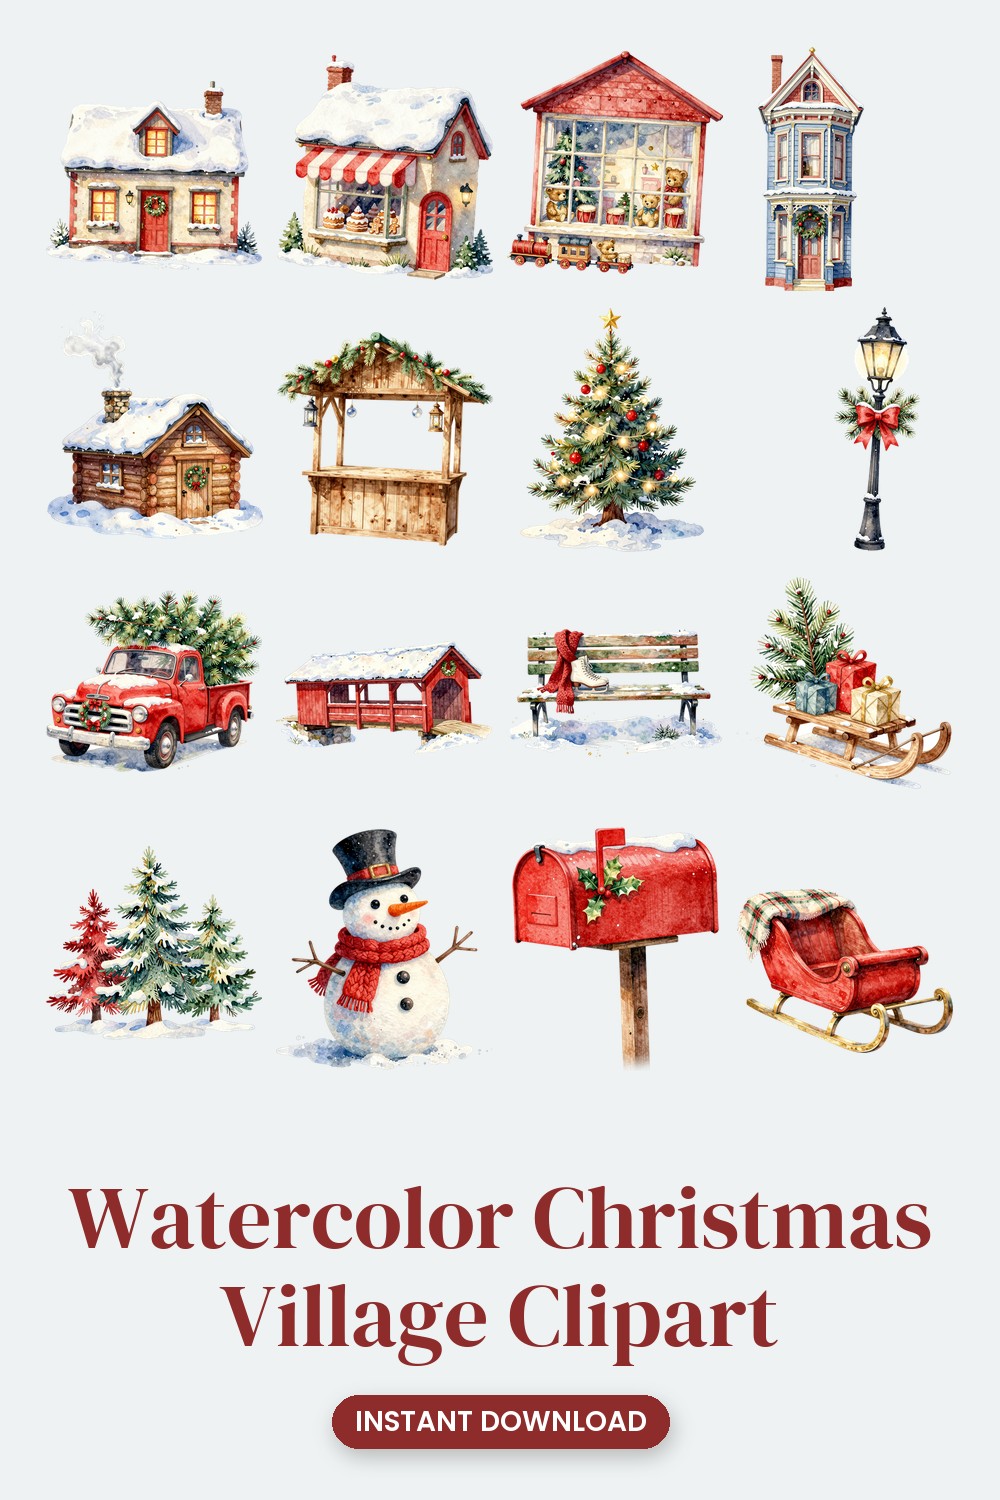 Watercolor Christmas
Village Clipart
INSTANT DOWNLOAD